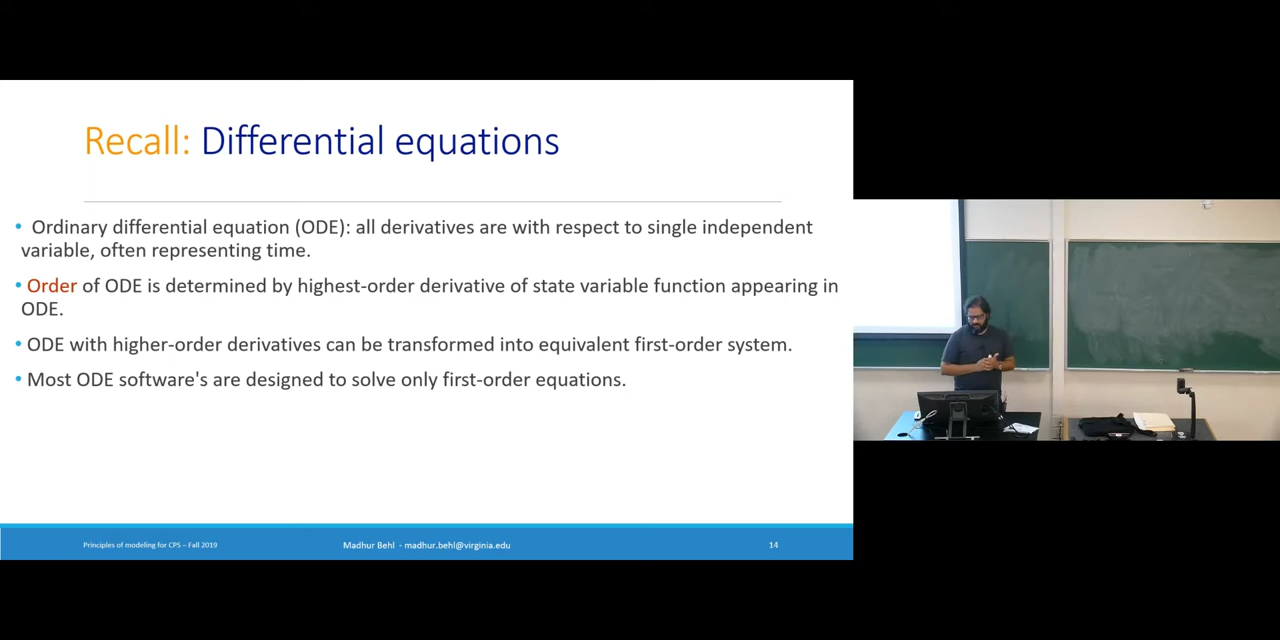 Recall: Differential equations
• Ordinary differential equation (ODE): all derivatives are with respect to single independent
variable, often representing time.
• Order of ODE is determined by highest-order derivative of state variable function appearing in
ODE.
• ODE with higher-order derivatives can be transformed into equivalent first-order system.
• Most ODE software's are designed to solve only first-order equations.
Principles of modeling for CPS – Fall 2019
Madhur Behl - madhur.behl@virginia.edu
14